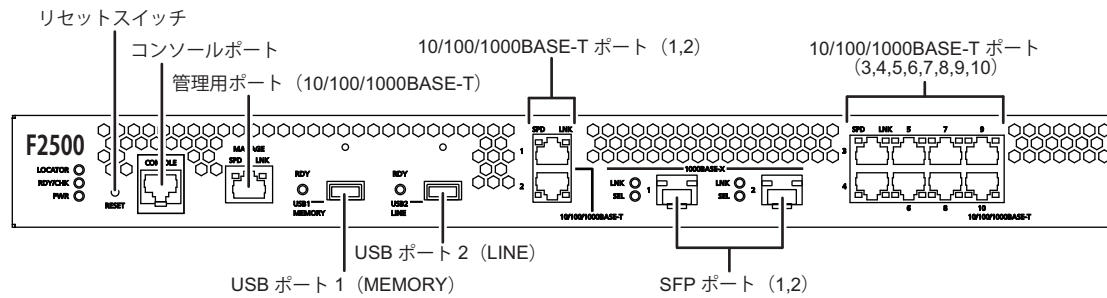 リセットスイッチ
コンソールポート
管理用ポート（10/100/1000BASE-T）
10/100/1000BASE-T ポート（1,2）
10/100/1000BASE-T ポート
（3,4,5,6,7,8,9,10）
F2500
LOCATOR
RDY/CHK
PWR
RESET
CONSOLE
MANAGE
SPD LNK
RDY
USB1
MEMORY
RDY
USB2
LINE
SPD LNK
1
2
10/100/1000BASE-T
1000BASE-X
LNK
SEL
1
LNK
SEL
2
SPD LNK 5 7 9
3
4
6 8 10
10/100/1000BASE-T
USB ポート 2（LINE）
USB ポート 1（MEMORY）
SFP ポート（1,2）